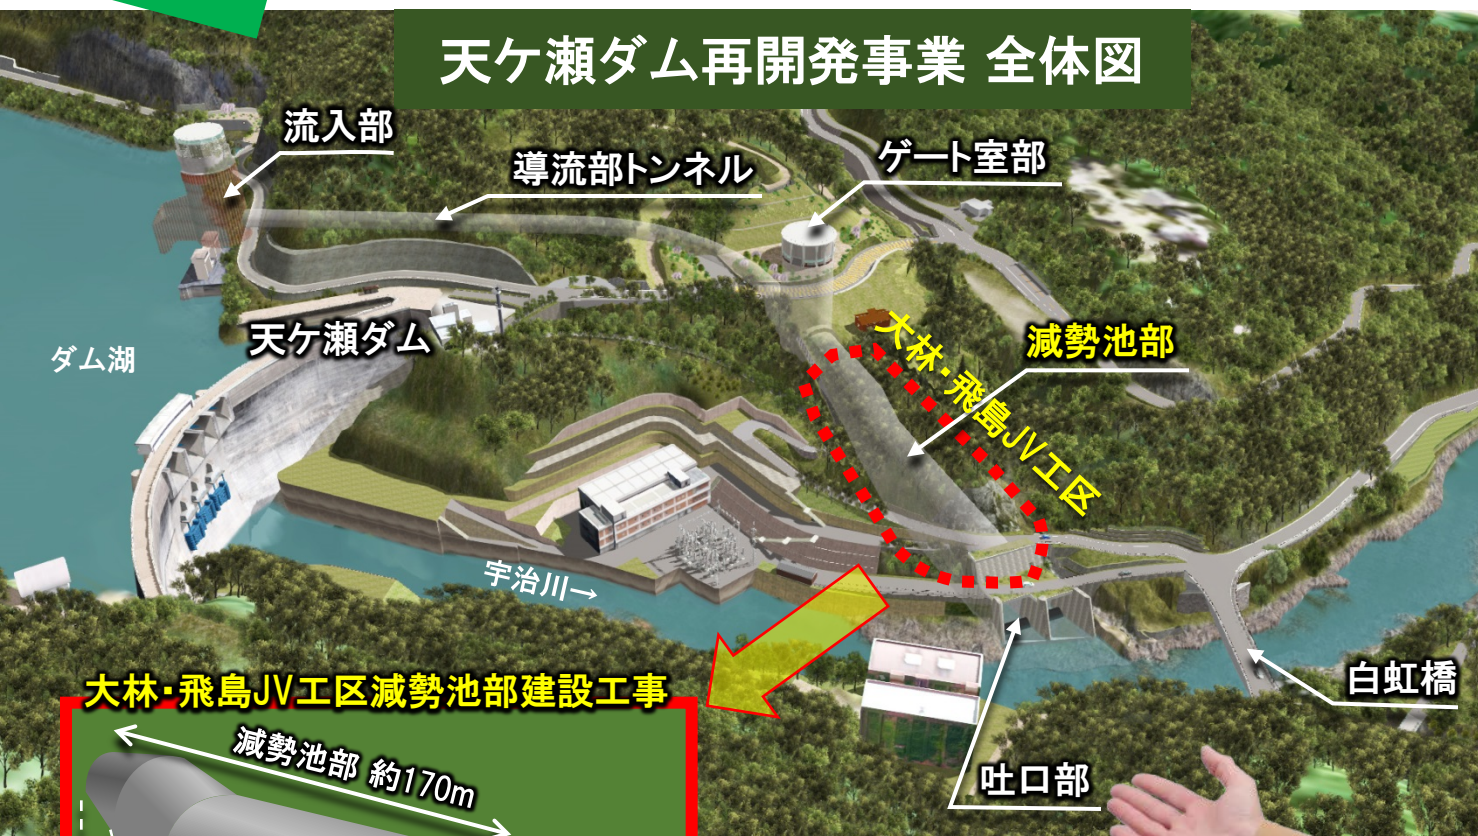 天ケ瀬ダム再開発事業 全体図
流入部
導流部トンネル
ゲート室部
天ケ瀬ダム
ダム湖
減勢池部
大林・飛島JV工区
宇治川→
白虹橋
吐口部
大林・飛島JV工区減勢池部建設工事
減勢池部 約170m